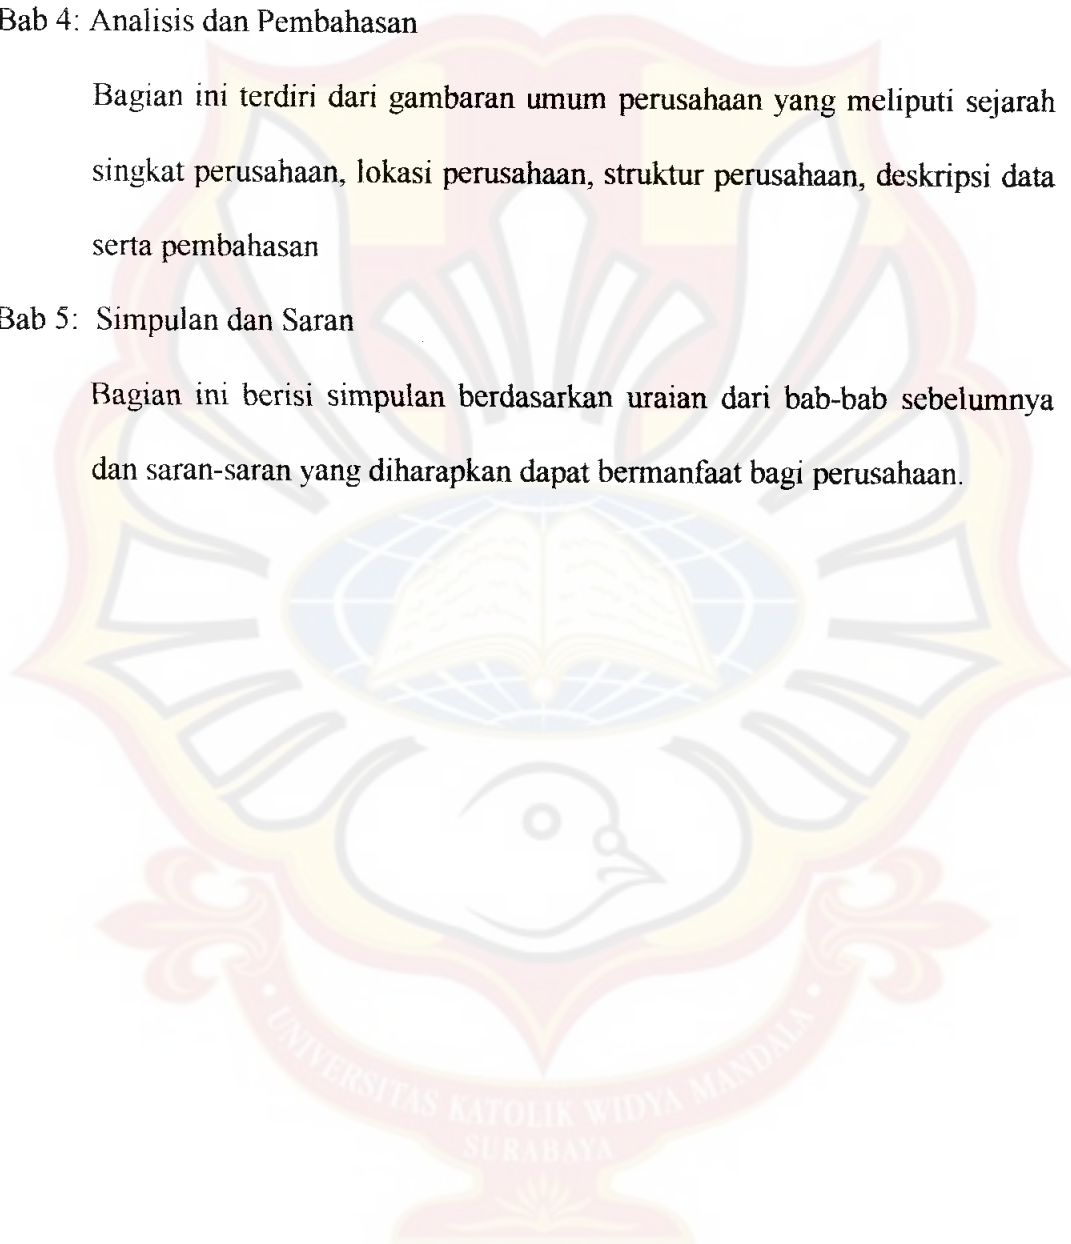 Bab 4: Analisis dan Pembahasan
Bagian ini terdiri dari gambaran umum perusahaan yang meliputi sejarah
singkat perusahaan, lokasi perusahaan, struktur perusahaan, deskripsi data
serta pembahasan
Bab 5: Simpulan dan Saran
Bagian ini berisi simpulan berdasarkan uraian dari bab-bab sebelumnya
dan saran-saran yang diharapkan dapat bermanfaat bagi perusahaan.
UNIVERSITAS KATOLIK WIDYA MANDALA
SURABAYA